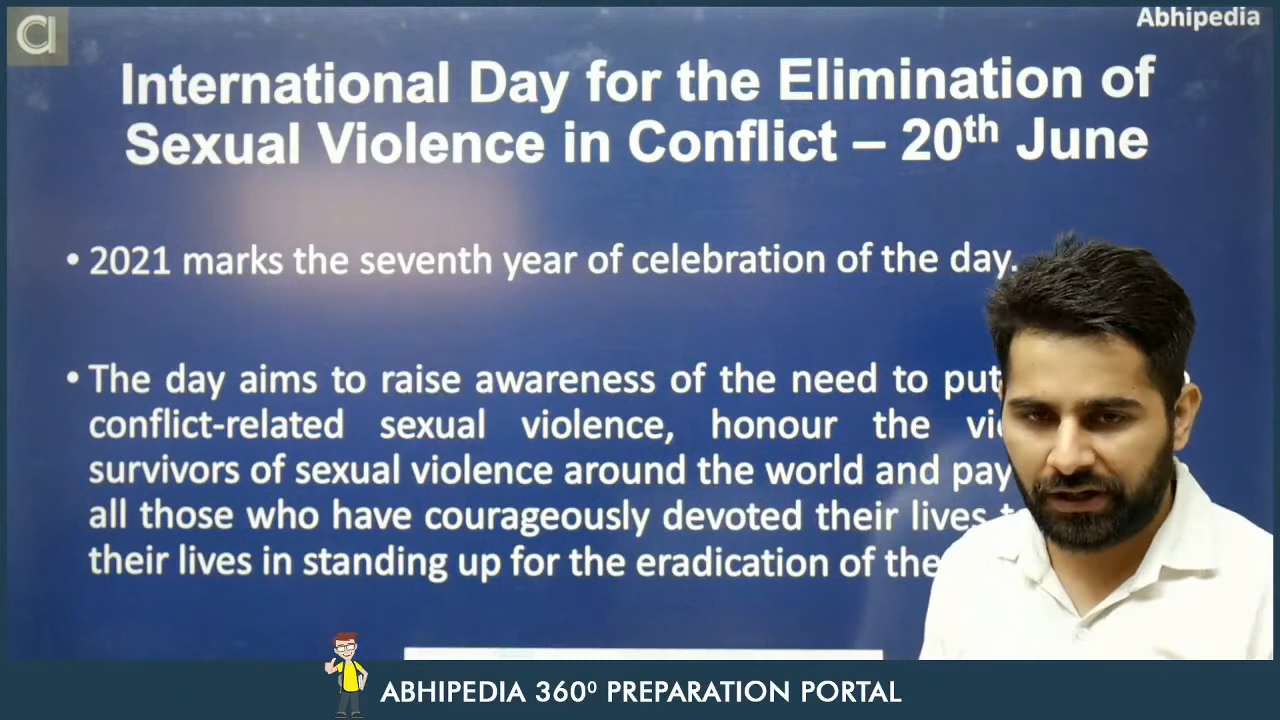 Abhipedia
International Day for the Elimination of
Sexual Violence in Conflict – 20th June
• 2021 marks the seventh year of celebration of the day.
• The day aims to raise awareness of the need to put
conflict-related sexual violence, honour the
survivors of sexual violence around the world and pay
all those who have courageously devoted their lives
their lives in standing up for the eradication of
ABHIPEDIA 360⁰ PREPARATION PORTAL